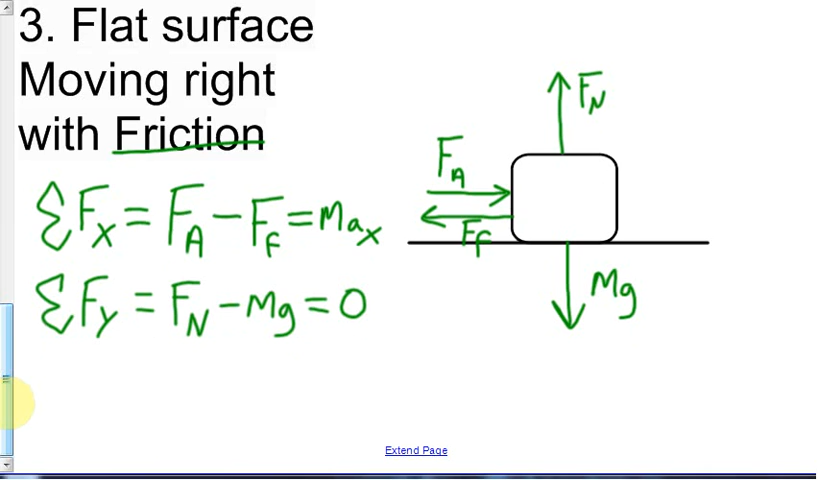 3. Flat surface
Moving right
with Friction
ΣFx = FA − Ff = Max
ΣFy = FN − Mg = 0
FN
FA
Ff
Mg
Extend Page